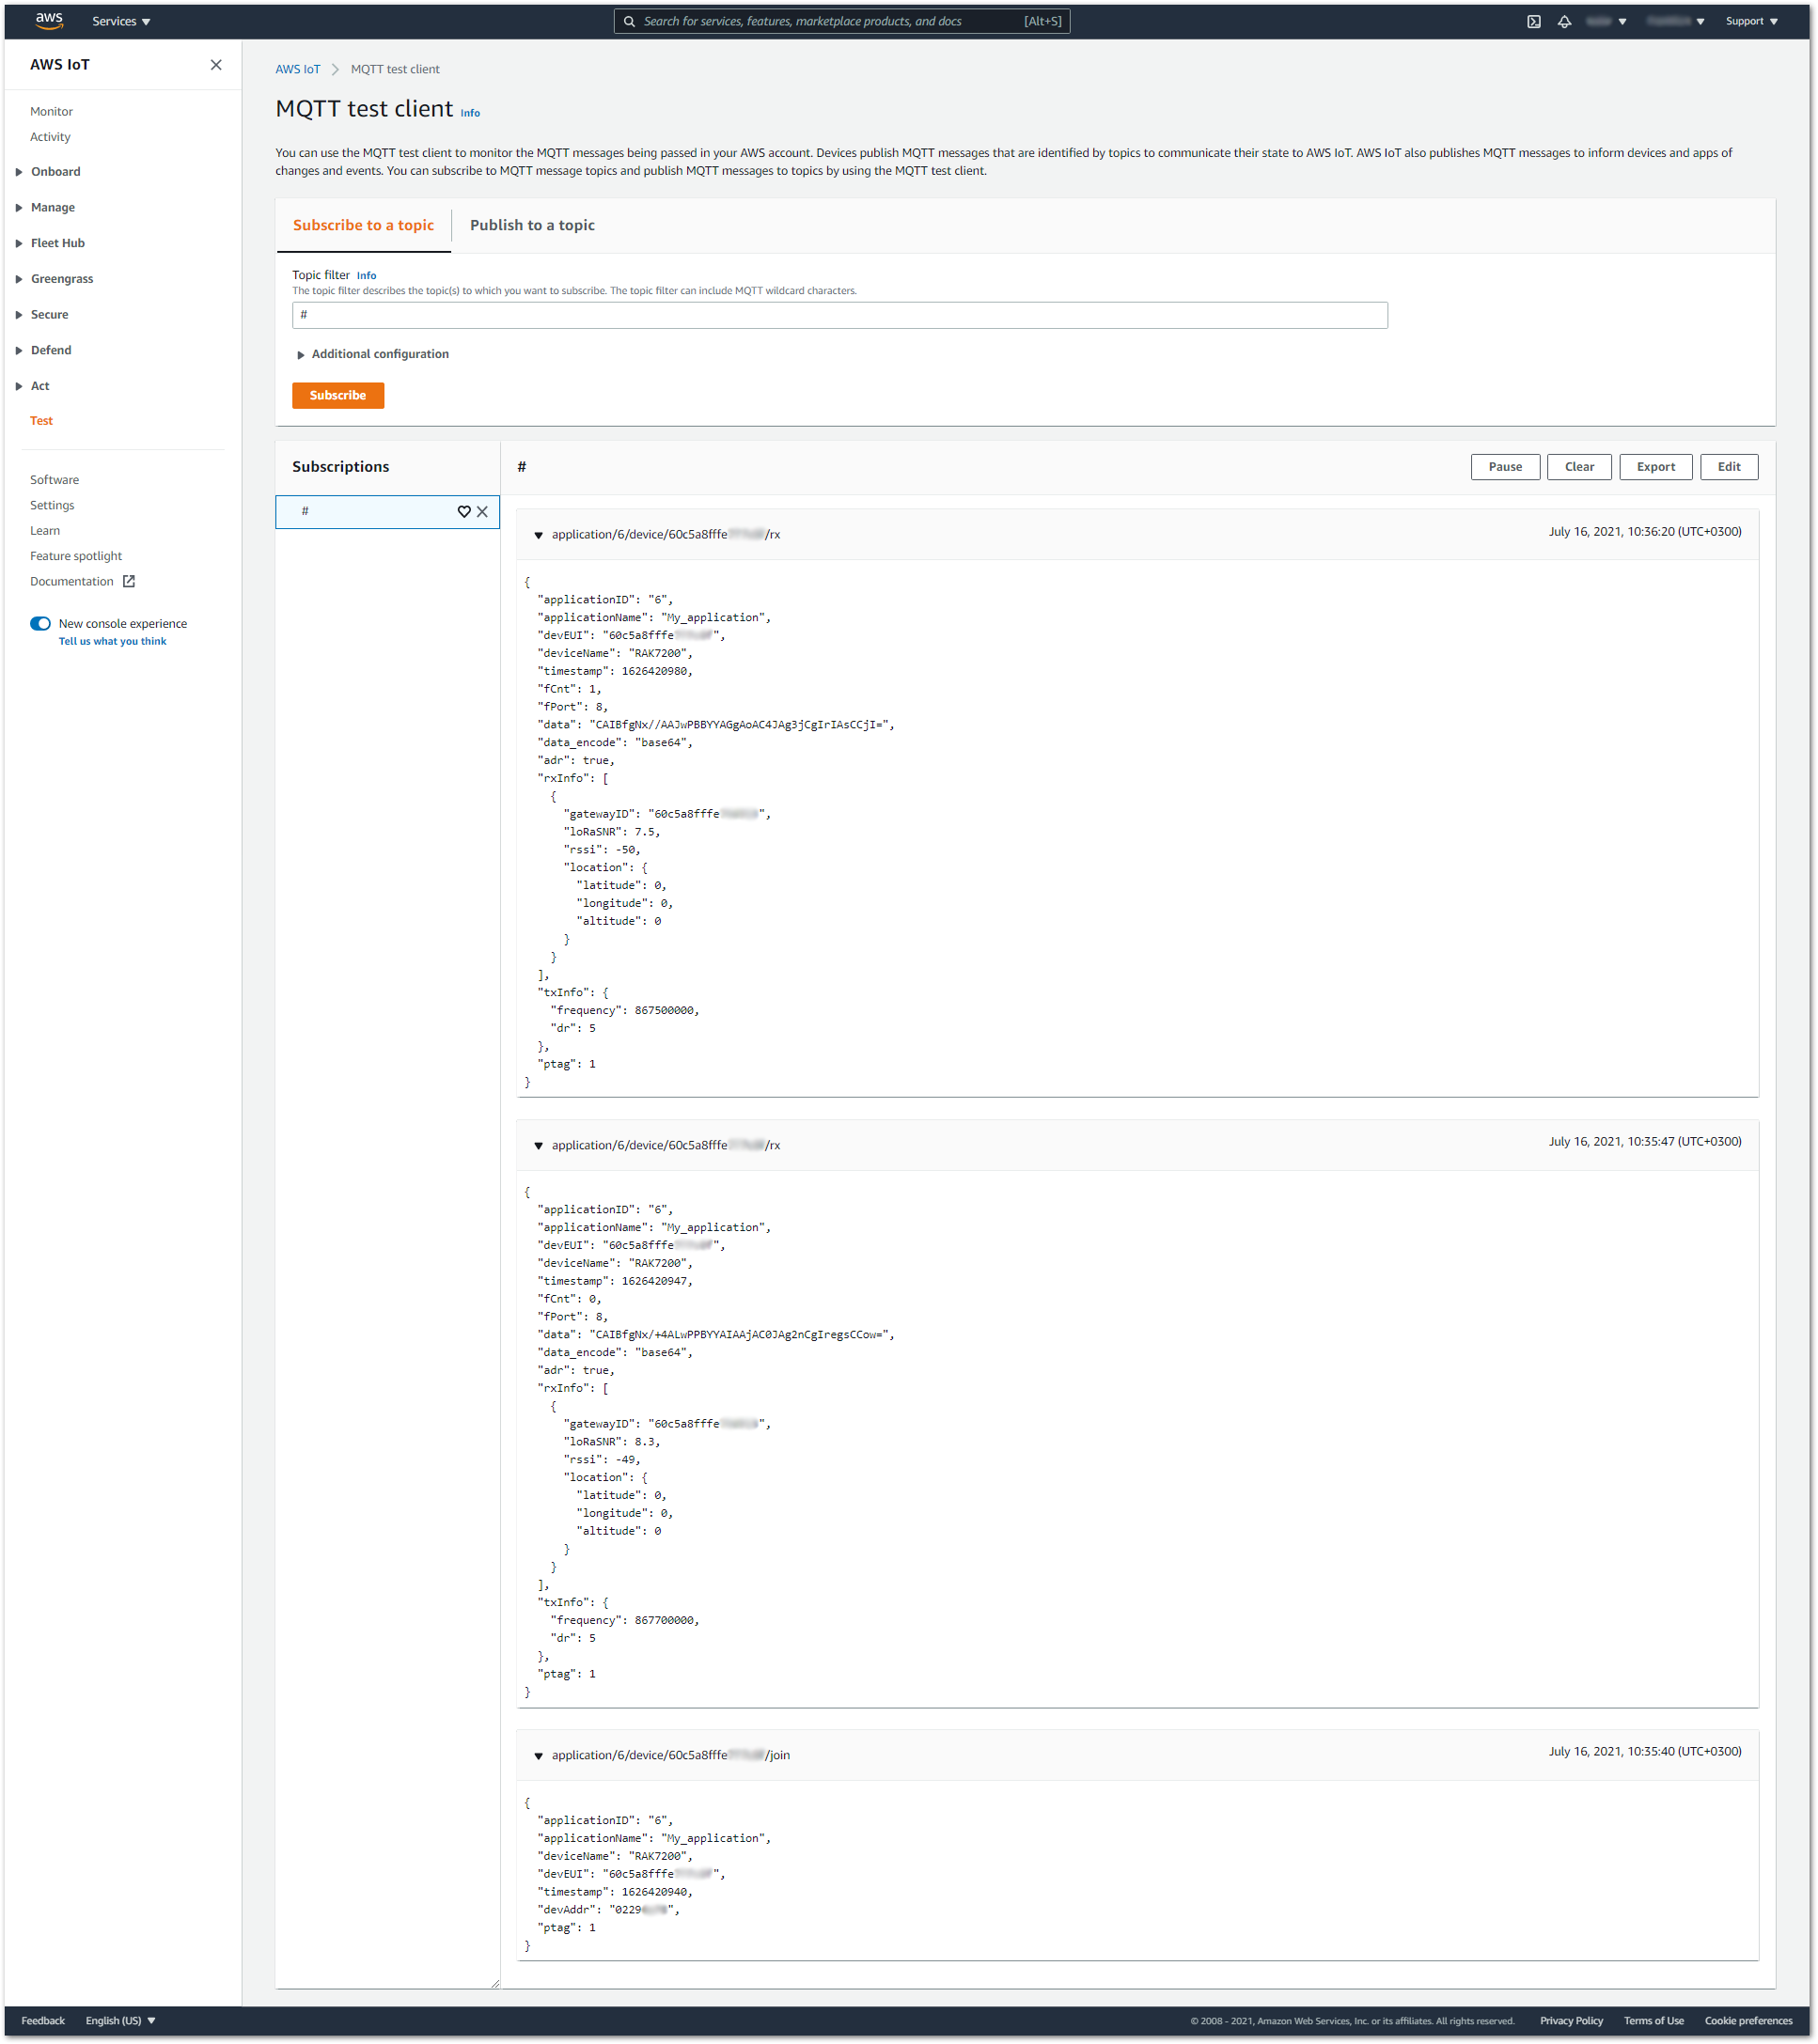 aws
Services
Search for services, features, marketplace products, and docs
[Alt+S]
Support
AWS IoT
Monitor
Activity
Onboard
Manage
Fleet Hub
Greengrass
Secure
Defend
Act
Test
Software
Settings
Learn
Feature spotlight
Documentation
New console experience
Tell us what you think
AWS IoT > MQTT test client
MQTT test client Info
You can use the MQTT test client to monitor the MQTT messages being passed in your AWS account. Devices publish MQTT messages that are identified by topics to communicate their state to AWS IoT. AWS IoT also publishes MQTT messages to inform devices and apps of
changes and events. You can subscribe to MQTT message topics and publish MQTT messages to topics by using the MQTT test client.
Subscribe to a topic
Publish to a topic
Topic filter Info
The topic filter describes the topic(s) to which you want to subscribe. The topic filter can include MQTT wildcard characters.
#
Additional configuration
Subscribe
Subscriptions
#
#
Pause
Clear
Export
Edit
application/6/device/60c5a8fffe /rx
July 16, 2021, 10:36:20 (UTC+0300)
{
"applicationID": "6",
"applicationName": "My_application",
"devEUI": "60c5a8fffe ",
"deviceName": "RAK7200",
"timestamp": 1626420980,
"fCnt": 1,
"fPort": 8,
"data": "CAIBfgNx//AAJwPBBYYAGgAoAC4JAg3jCgIrIAsCCjI=",
"data_encode": "base64",
"adr": true,
"rxInfo": [
{
"gatewayID": "60c5a8fffe ",
"loRaSNR": 7.5,
"rssi": -50,
"location": {
"latitude": 0,
"longitude": 0,
"altitude": 0
}
}
],
"txInfo": {
"frequency": 867500000,
"dr": 5
},
"ptag": 1
}
application/6/device/60c5a8fffe /rx
July 16, 2021, 10:35:47 (UTC+0300)
{
"applicationID": "6",
"applicationName": "My_application",
"devEUI": "60c5a8fffe ",
"deviceName": "RAK7200",
"timestamp": 1626420947,
"fCnt": 0,
"fPort": 8,
"data": "CAIBfgNx/+4ALwPPBYYAIAAjAC0JAg2nCgIregsCCow=",
"data_encode": "base64",
"adr": true,
"rxInfo": [
{
"gatewayID": "60c5a8fffe ",
"loRaSNR": 8.3,
"rssi": -49,
"location": {
"latitude": 0,
"longitude": 0,
"altitude": 0
}
}
],
"txInfo": {
"frequency": 867700000,
"dr": 5
},
"ptag": 1
}
application/6/device/60c5a8fffe /join
July 16, 2021, 10:35:40 (UTC+0300)
{
"applicationID": "6",
"applicationName": "My_application",
"deviceName": "RAK7200",
"devEUI": "60c5a8fffe ",
"timestamp": 1626420940,
"devAddr": "0229 ",
"ptag": 1
}
Feedback
English (US)
© 2008 - 2021, Amazon Web Services, Inc. or its affiliates. All rights reserved.
Privacy Policy
Terms of Use
Cookie preferences